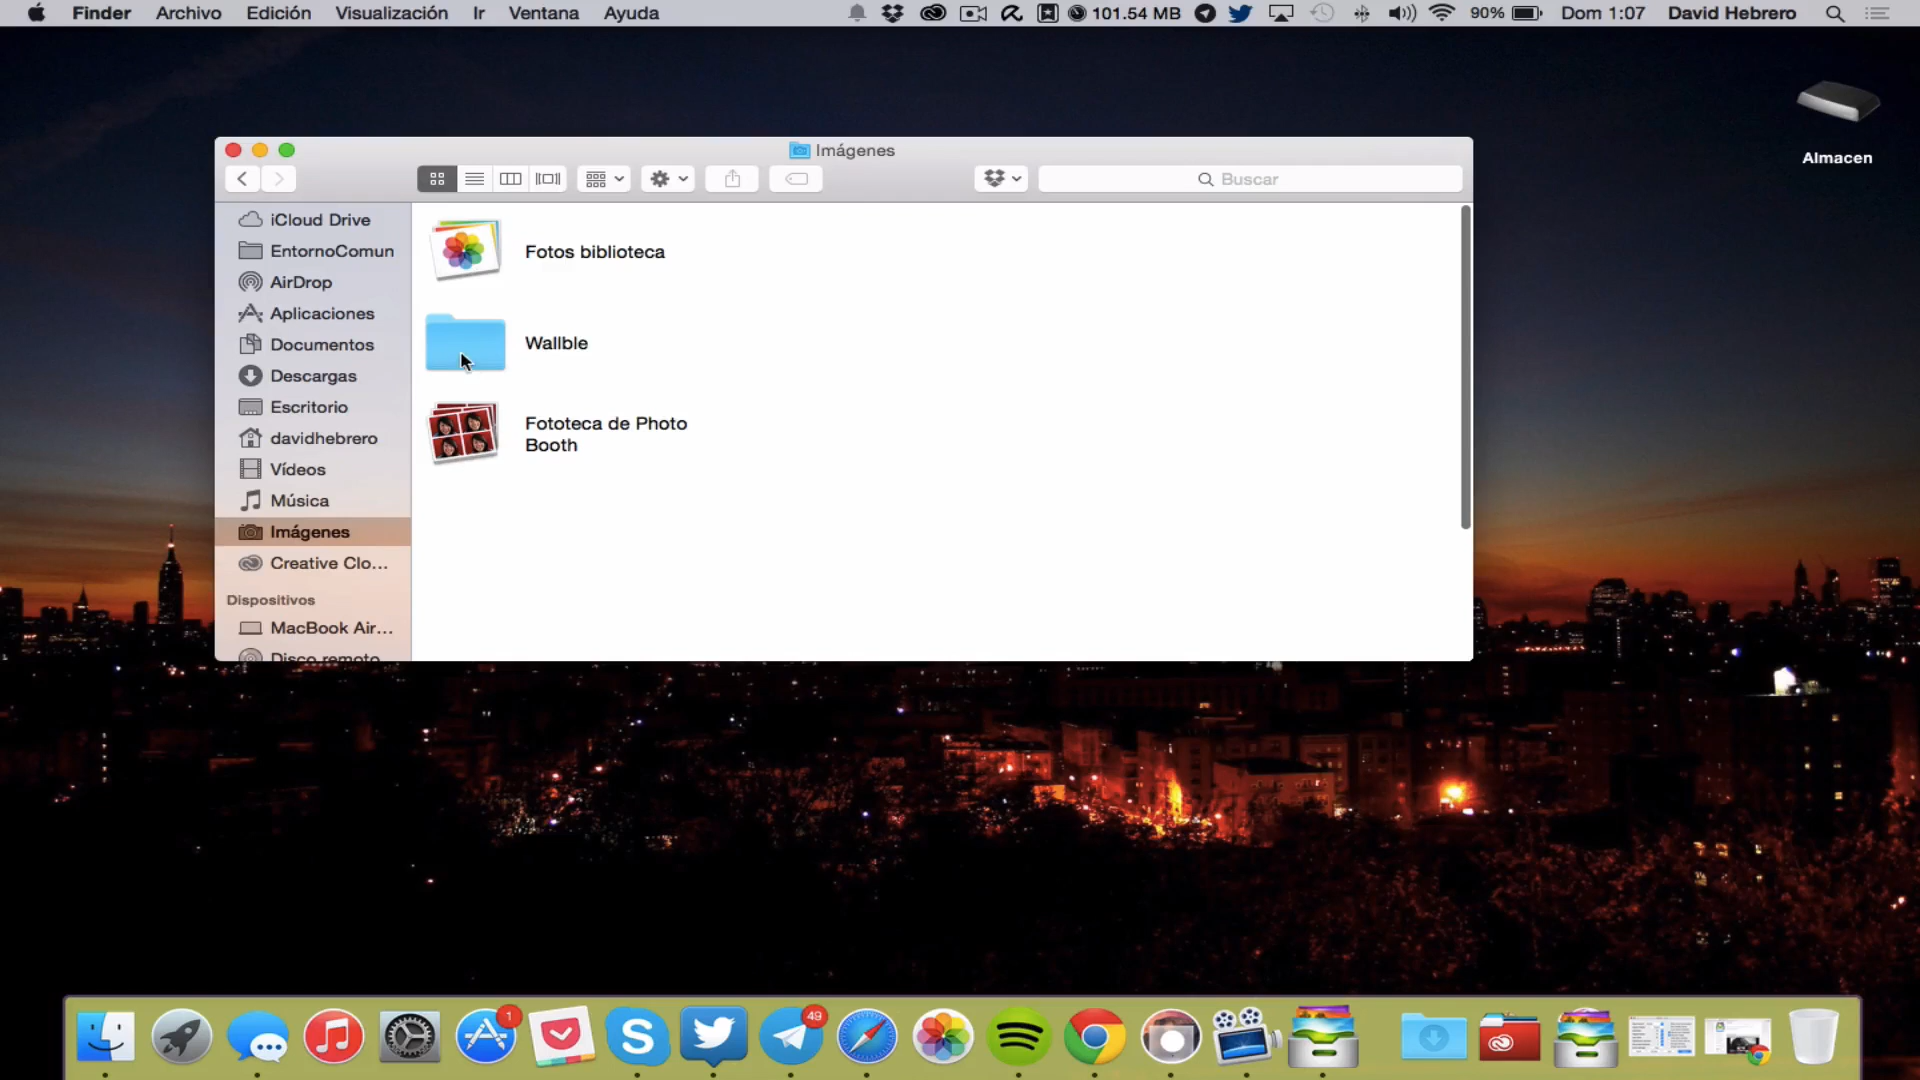 Finder Archivo Edición Visualización Ir Ventana Ayuda 101.54 MB 90% Dom 1:07 David Hebrero
Almacen
Imágenes
Buscar
iCloud Drive
EntornoComun
AirDrop
Aplicaciones
Documentos
Descargas
Escritorio
davidhebrero
Vídeos
Música
Imágenes
Creative Clo...
Dispositivos
MacBook Air...
Disco remoto
Fotos biblioteca
Wallble
Fototeca de Photo
Booth
1
49